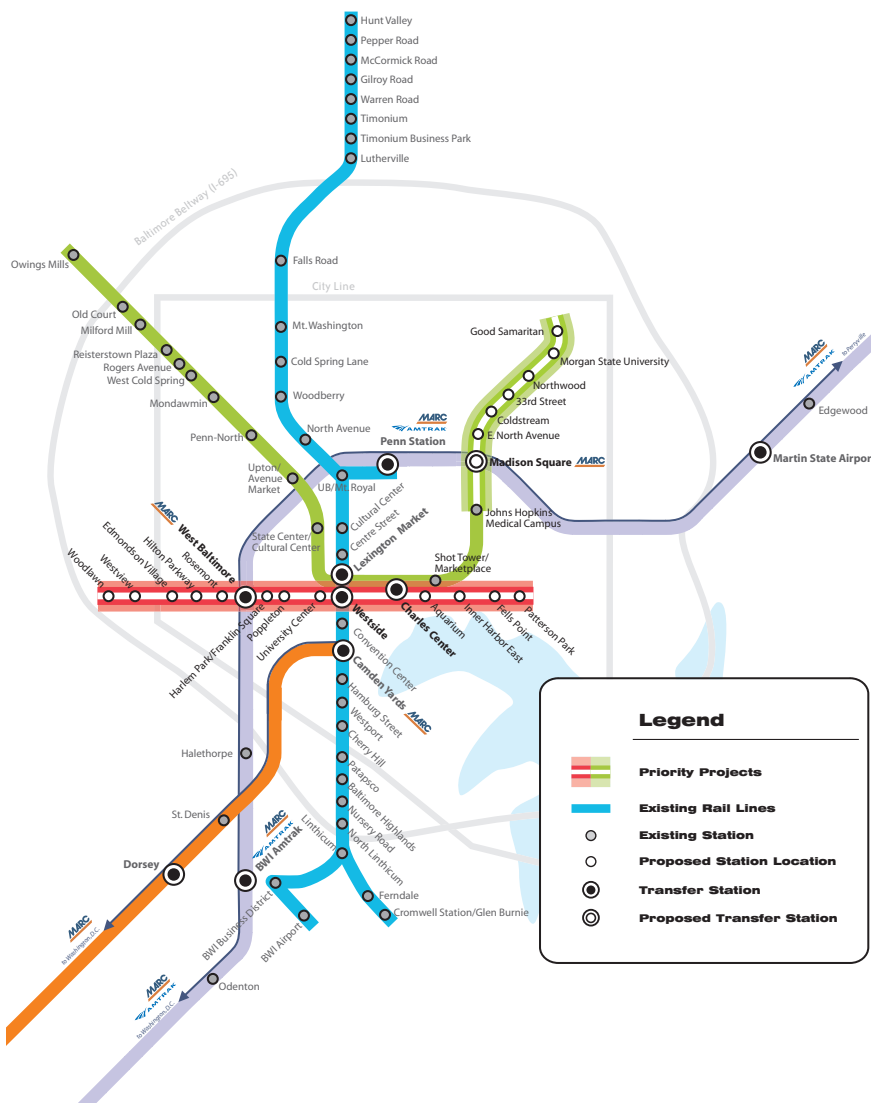 Hunt Valley
Pepper Road
McCormick Road
Gilroy Road
Warren Road
Timonium
Timonium Business Park
Lutherville
Baltimore Beltway (I-695)
Owings Mills
Falls Road
City Line
Old Court
Milford Mill
Mt. Washington
Good Samaritan
Reisterstown Plaza
Rogers Avenue
West Cold Spring
Cold Spring Lane
Morgan State University
MARC
AMTRAK
to Perryville
Northwood
Mondawmin
Woodberry
33rd Street
Edgewood
Coldstream
MARC
AMTRAK
Penn-North
North Avenue
Penn Station
E. North Avenue
Madison Square
MARC
Martin State Airport
Upton/
Avenue
Market
UB/Mt. Royal
Cultural Center
Centre Street
Lexington Market
Johns Hopkins
Medical Campus
State Center/
Cultural Center
Shot Tower/
Marketplace
MARC
West Baltimore
Woodlawn
Westview
Edmondson Village
Hilton Parkway
Rosemont
Harlem Park/Franklin Square
Poppleton
University Center
Westside
Charles Center
Aquarium
Inner Harbor East
Fells Point
Patterson Park
Convention Center
Camden Yards
MARC
Hamburg Street
Westport
Cherry Hill
Patapsco
Baltimore Highlands
Nursery Road
North Linthicum
Linthicum
Halethorpe
St. Denis
Dorsey
MARC
AMTRAK
BWI Amtrak
BWI Business District
BWI Airport
Ferndale
Cromwell Station/Glen Burnie
MARC
to Washington, D.C.
MARC
AMTRAK
to Washington, D.C.
Odenton
Legend
Priority Projects
Existing Rail Lines
Existing Station
Proposed Station Location
Transfer Station
Proposed Transfer Station